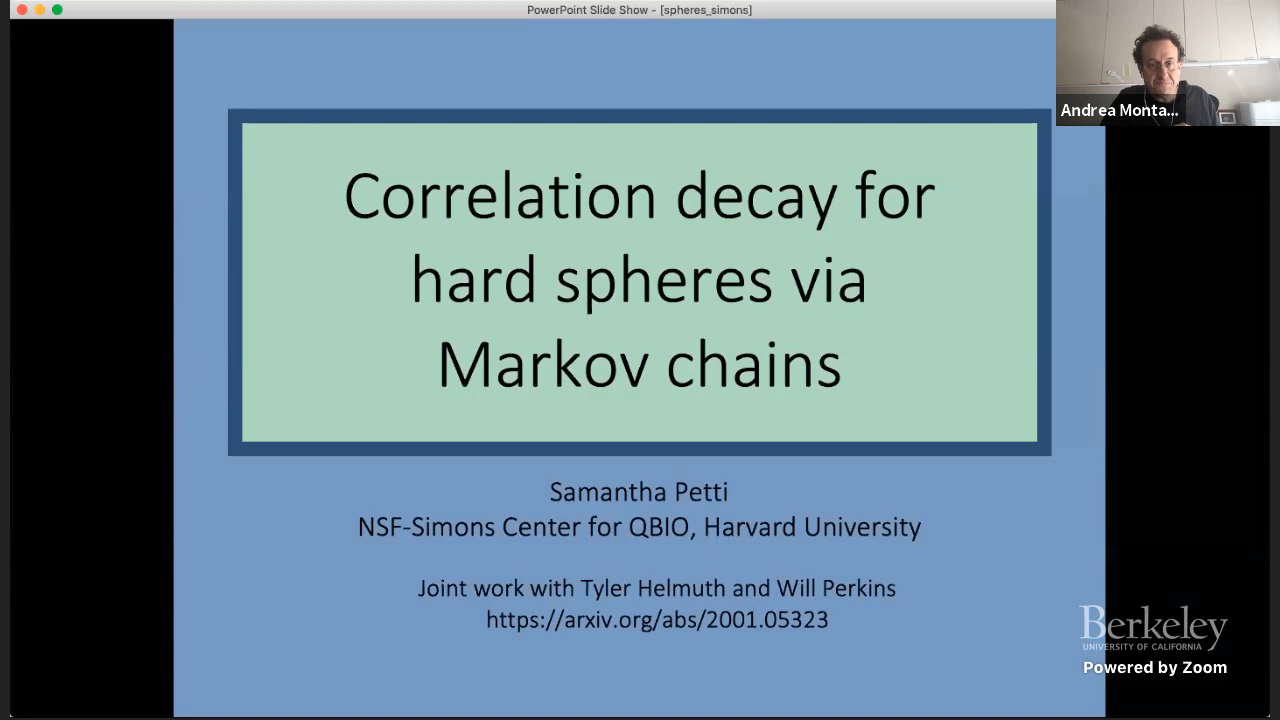 PowerPoint Slide Show - [spheres_simons]
Andrea Monta...
Correlation decay for
hard spheres via
Markov chains
Samantha Petti
NSF-Simons Center for QBIO, Harvard University
Joint work with Tyler Helmuth and Will Perkins
https://arxiv.org/abs/2001.05323
Berkeley
UNIVERSITY OF CALIFORNIA
Powered by Zoom